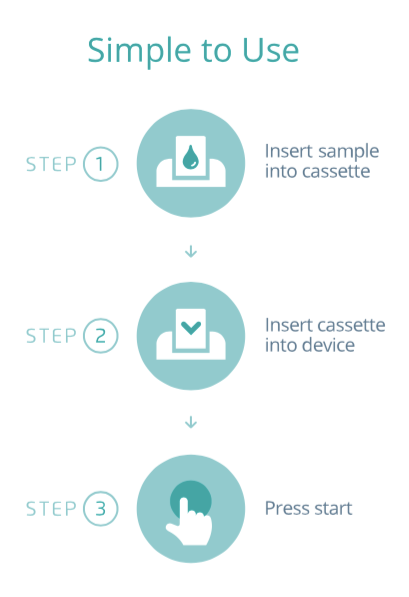 Simple to Use
STEP 1
Insert sample
into cassette
STEP 2
Insert cassette
into device
STEP 3
Press start